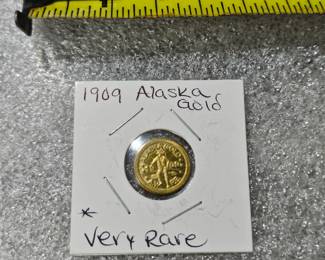 1909 Alaska
Gold
* Very Rare